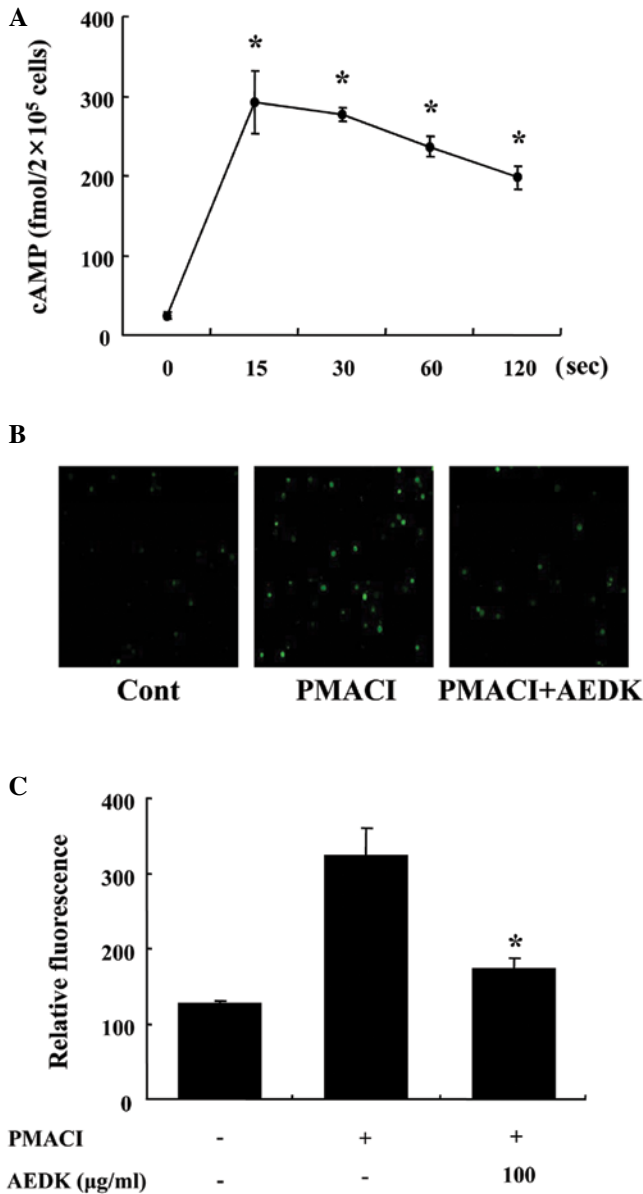 A
cAMP (fmol/2×10⁵ cells)
400
*
*
300
*
*
200
100
0
0 15 30 60 120 (sec)
B
Cont PMACI PMACI+AEDK
C
Relative fluorescence
400
300
200
*
100
0
PMACI - + +
AEDK (µg/ml) - - 100